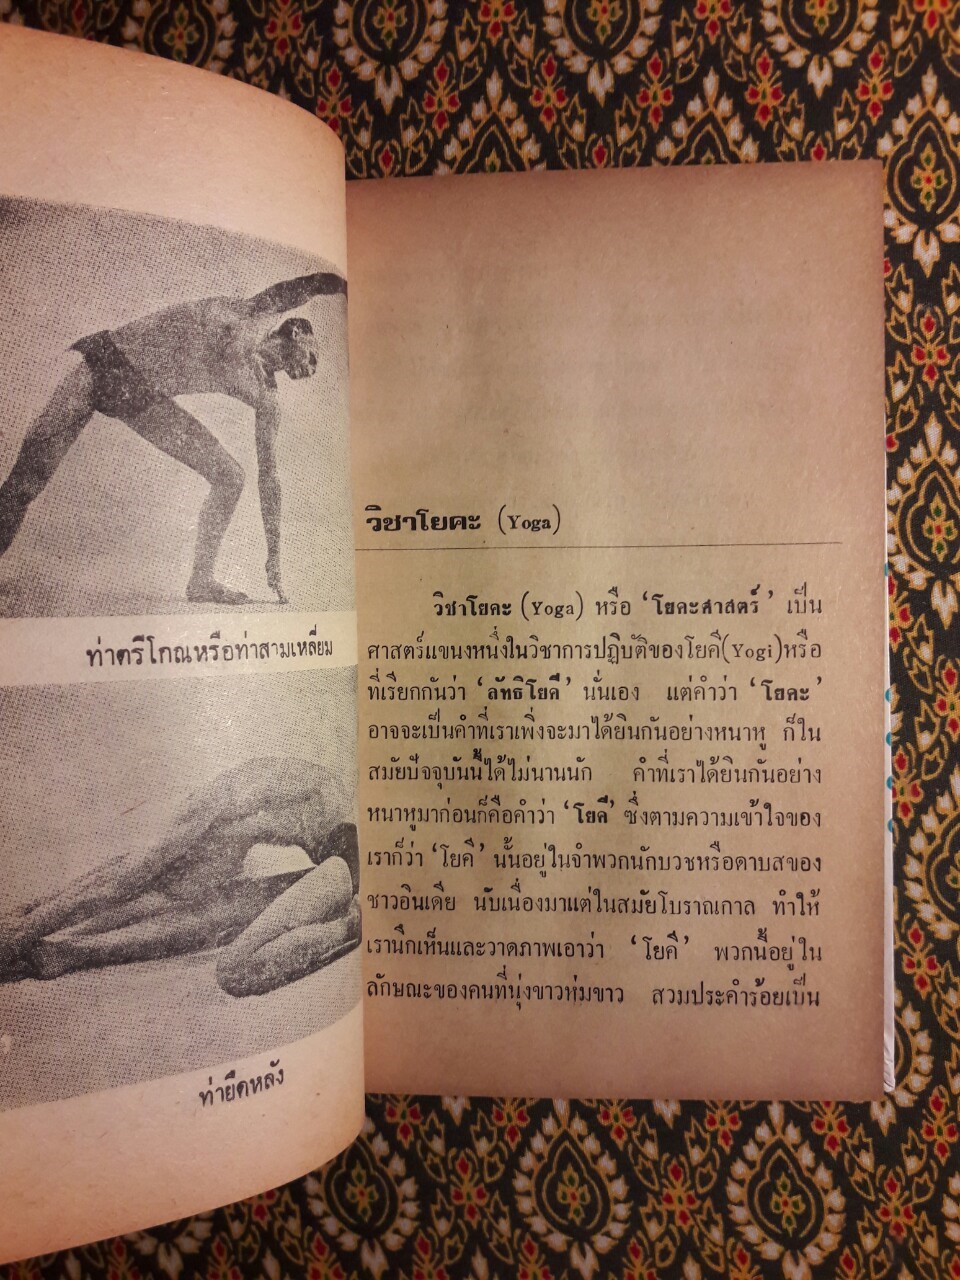 ท่าตรีโกณหรือท่าสามเหลี่ยม
ท่ายืดหลัง
วิชาโยคะ (Yoga)
วิชาโยคะ (Yoga) หรือ ‘โยคะศาสตร์’ เป็น
ศาสตร์แขนงหนึ่งในวิชาการปฏิบัติของโยคี(Yogi)หรือ
ที่เรียกกันว่า ‘ลัทธิโยคี’ นั่นเอง แต่คำว่า ‘โยคะ’
อาจจะเป็นคำที่เราเพิ่งจะมาได้ยินกันอย่างหนาหู ก็ใน
สมัยปัจจุบันนี้ได้ไม่นานนัก คำที่เราได้ยินกันอย่าง
หนาหูมาก่อนก็คือคำว่า ‘โยคี’ ซึ่งตามความเข้าใจของ
เราก็ว่า ‘โยคี’ นั้นอยู่ในจำพวกนักบวชหรือดาบสของ
ชาวอินเดีย นับเนื่องมาแต่ในสมัยโบราณกาล ทำให้
เรานึกเห็นและวาดภาพเอาว่า ‘โยคี’ พวกนี้อยู่ใน
ลักษณะของคนที่นุ่งขาวห่มขาว สวมประคำร้อยเป็น